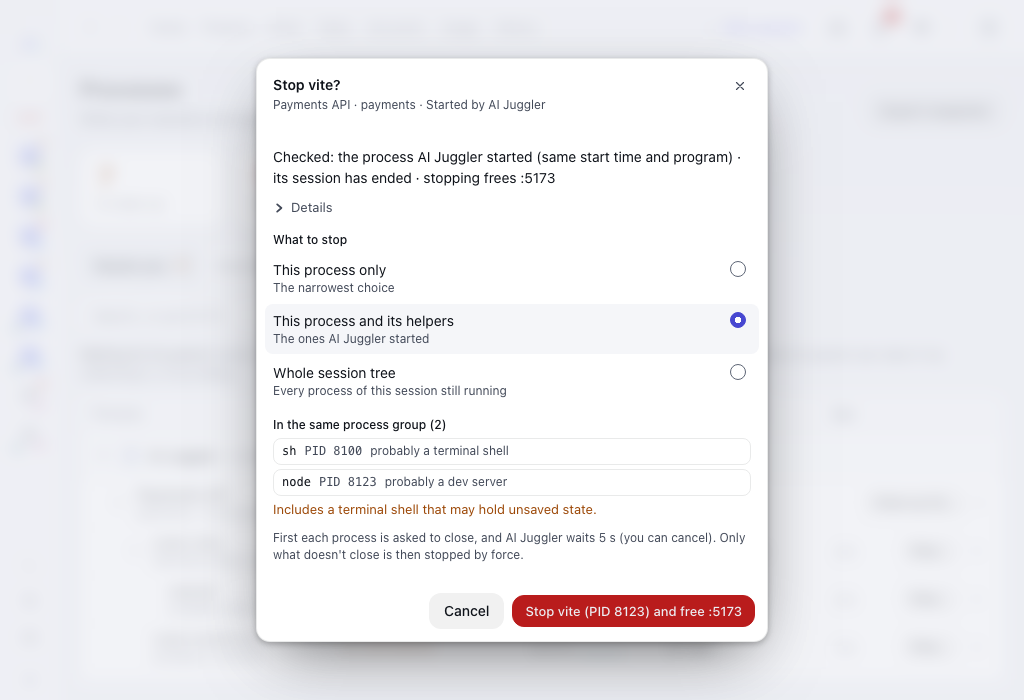 Stop vite?
Payments API · payments · Started by AI Juggler
Checked: the process AI Juggler started (same start time and program) ·
its session has ended · stopping frees :5173
Details
What to stop
This process only
The narrowest choice
This process and its helpers
The ones AI Juggler started
Whole session tree
Every process of this session still running
In the same process group (2)
sh PID 8100 probably a terminal shell
node PID 8123 probably a dev server
Includes a terminal shell that may hold unsaved state.
First each process is asked to close, and AI Juggler waits 5 s (you can cancel). Only
what doesn't close is then stopped by force.
Cancel
Stop vite (PID 8123) and free :5173